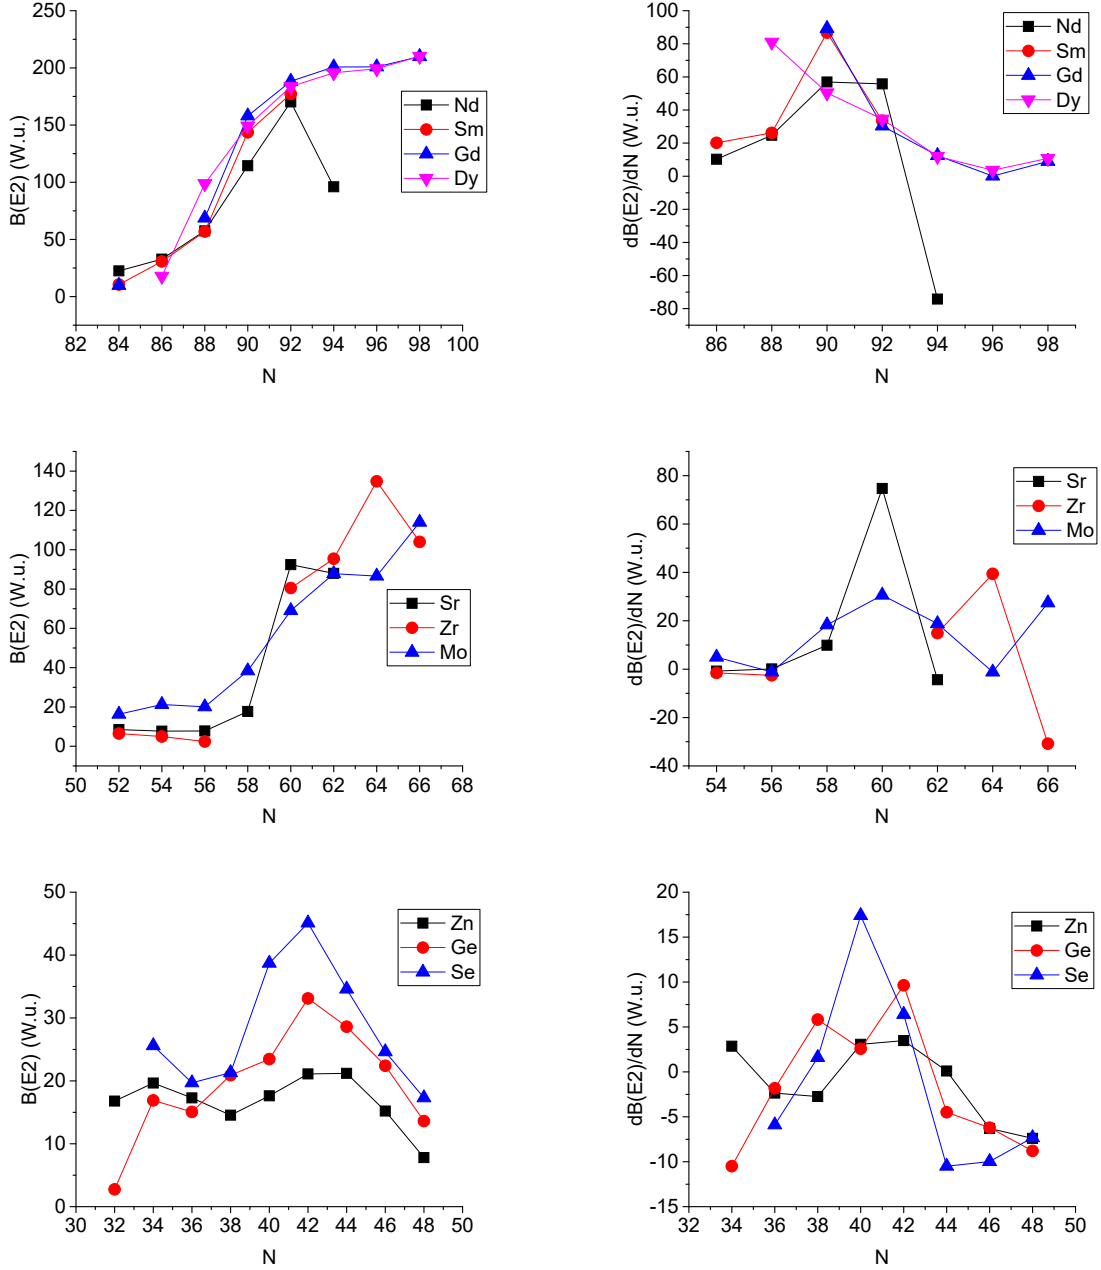 250
200
150
100
50
0
B(E2) (W.u.)
Nd
Sm
Gd
Dy
82 84 86 88 90 92 94 96 98 100
N
100
80
60
40
20
0
-20
-40
-60
-80
dB(E2)/dN (W.u.)
Nd
Sm
Gd
Dy
86 88 90 92 94 96 98
N
140
120
100
80
60
40
20
0
B(E2) (W.u.)
Sr
Zr
Mo
50 52 54 56 58 60 62 64 66 68
N
80
60
40
20
0
-20
-40
dB(E2)/dN (W.u.)
Sr
Zr
Mo
54 56 58 60 62 64 66
N
50
40
30
20
10
0
B(E2) (W.u.)
Zn
Ge
Se
30 32 34 36 38 40 42 44 46 48 50
N
20
15
10
5
0
-5
-10
-15
dB(E2)/dN (W.u.)
Zn
Ge
Se
32 34 36 38 40 42 44 46 48 50
N